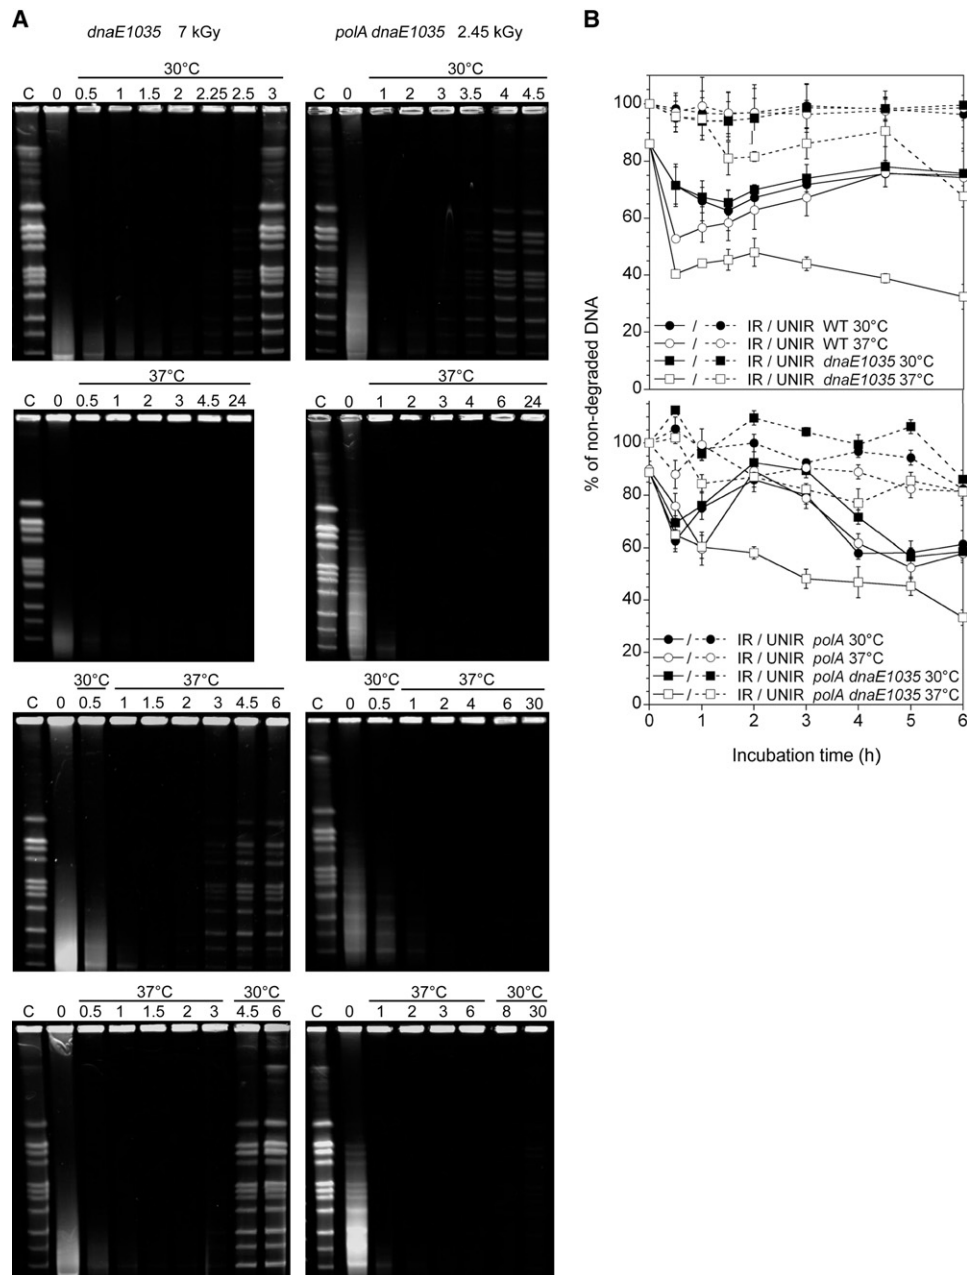 A
B
dnaE1035 7 kGy
polA dnaE1035 2.45 kGy
30°C
C 0 0.5 1 1.5 2 2.25 2.5 3
30°C
C 0 1 2 3 3.5 4 4.5
37°C
C 0 0.5 1 2 3 4.5 24
37°C
C 0 1 2 3 4 6 24
30°C 37°C
C 0 0.5 1 1.5 2 3 4.5 6
30°C 37°C
C 0 0.5 1 2 4 6 30
37°C 30°C
C 0 0.5 1 1.5 2 3 4.5 6
37°C 30°C
C 0 1 2 3 6 8 30
% of non-degraded DNA
100
80
60
40
20
0
/ IR / UNIR WT 30°C
/ IR / UNIR WT 37°C
/ IR / UNIR dnaE1035 30°C
/ IR / UNIR dnaE1035 37°C
100
80
60
40
20
0
/ IR / UNIR polA 30°C
/ IR / UNIR polA 37°C
/ IR / UNIR polA dnaE1035 30°C
/ IR / UNIR polA dnaE1035 37°C
0 1 2 3 4 5 6
Incubation time (h)